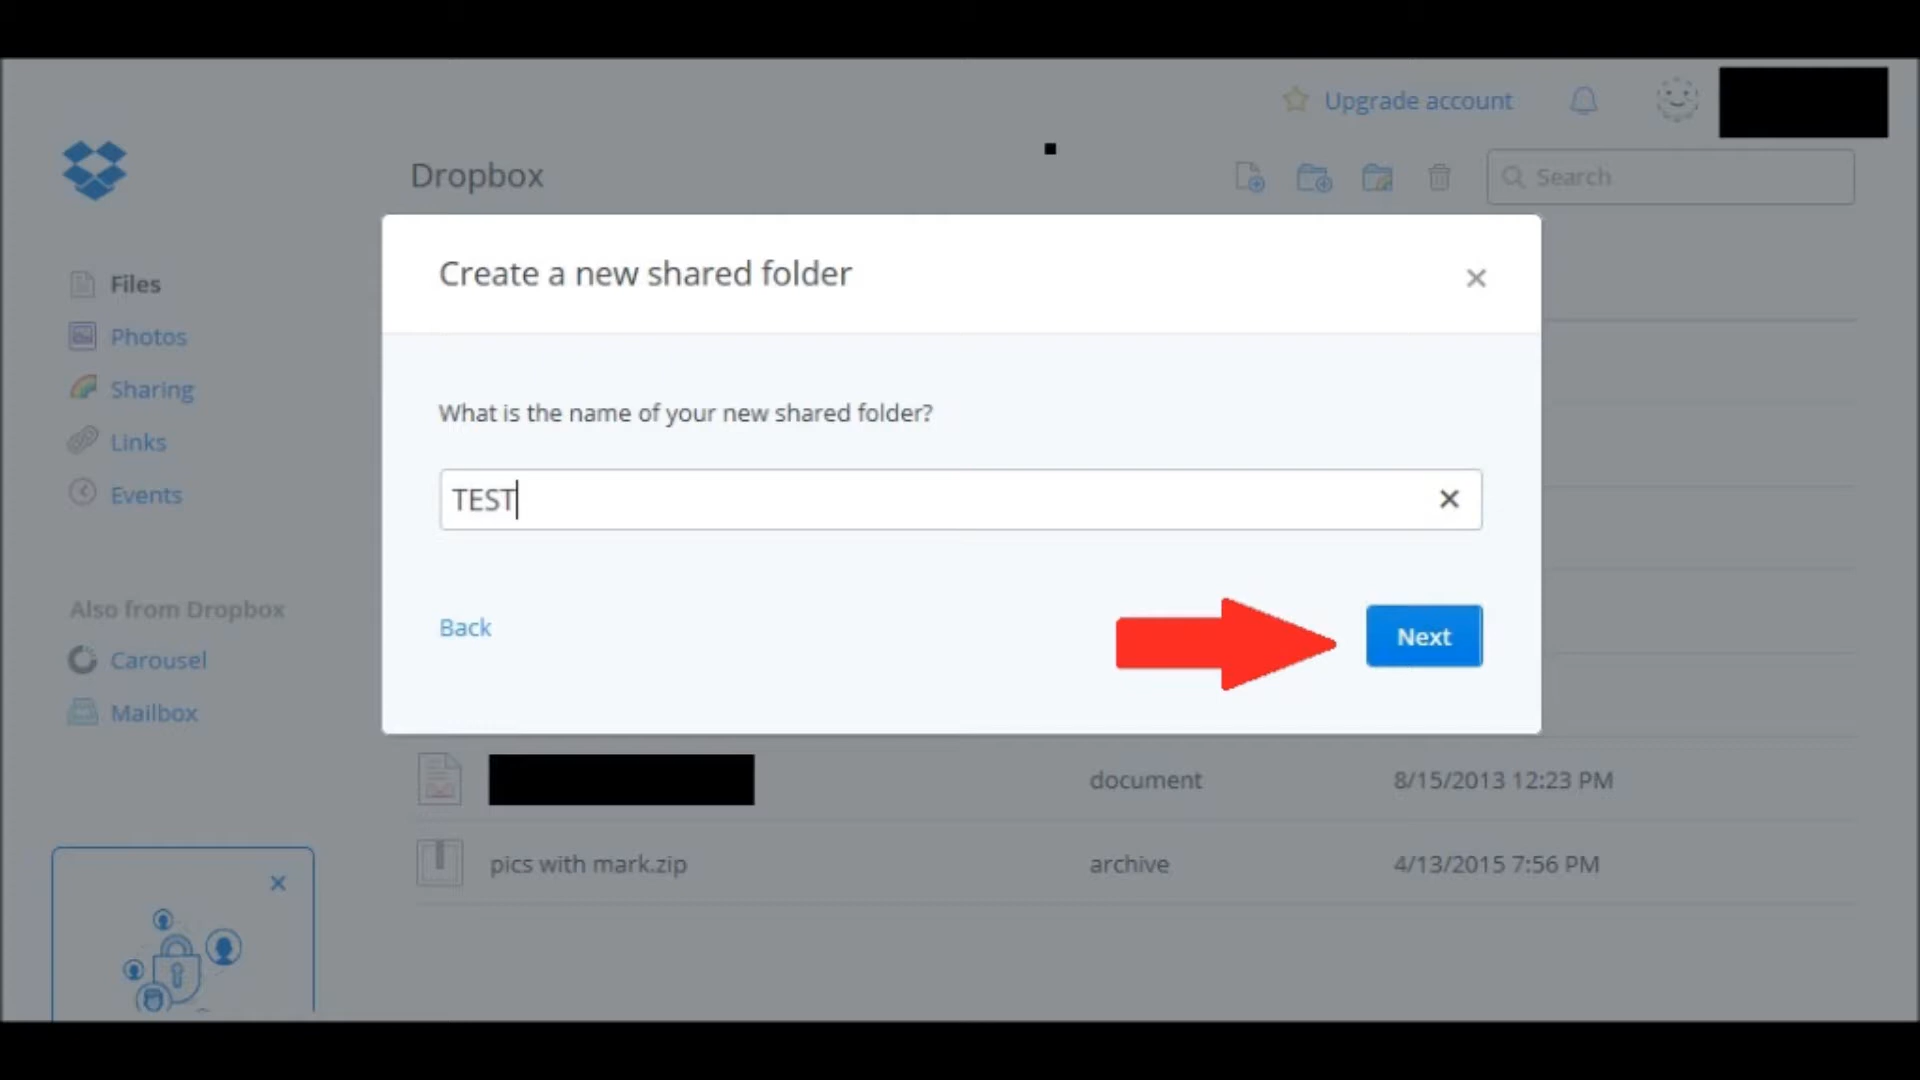 Upgrade account
Dropbox
Search
Create a new shared folder
Files
Photos
Sharing
Links
Events
What is the name of your new shared folder?
TEST
Back
Next
Also from Dropbox
Carousel
Mailbox
document 8/15/2013 12:23 PM
pics with mark.zip archive 4/13/2015 7:56 PM